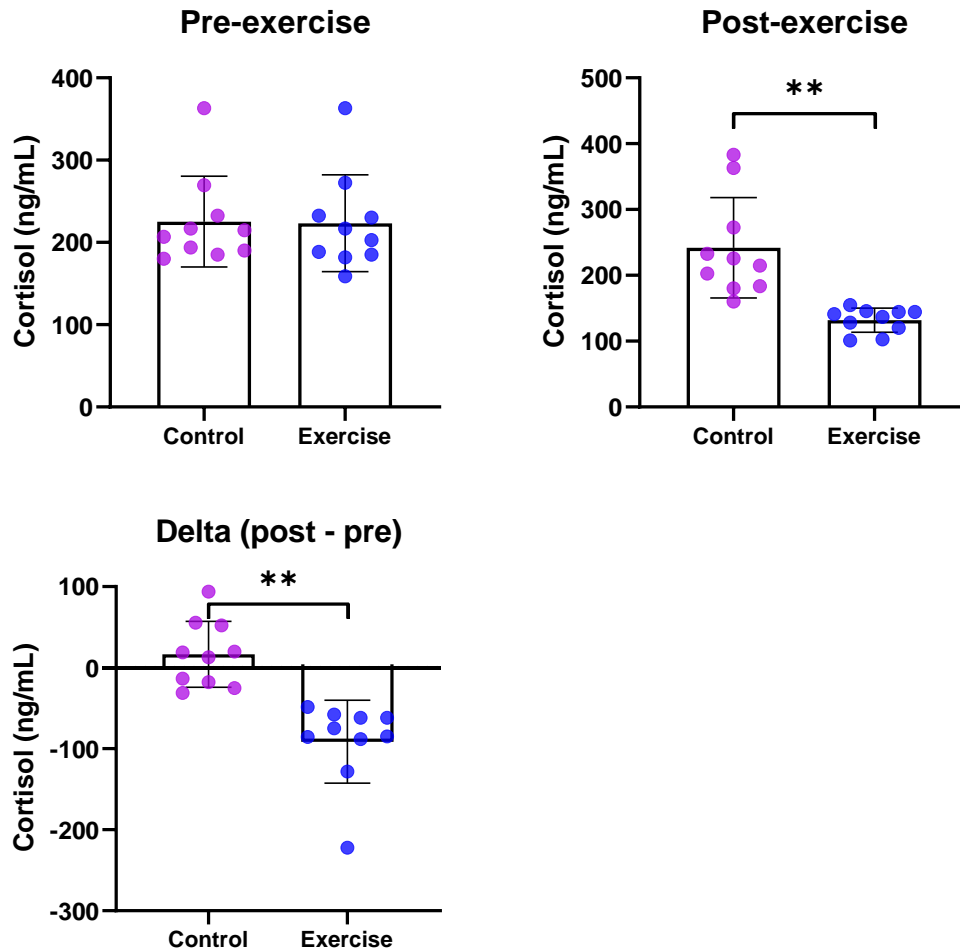 Pre-exercise
Cortisol (ng/mL)
400
300
200
100
0
Control Exercise
Post-exercise
Cortisol (ng/mL)
500
400
300
200
100
0
**
Control Exercise
Delta (post - pre)
Cortisol (ng/mL)
100
0
-100
-200
-300
**
Control Exercise